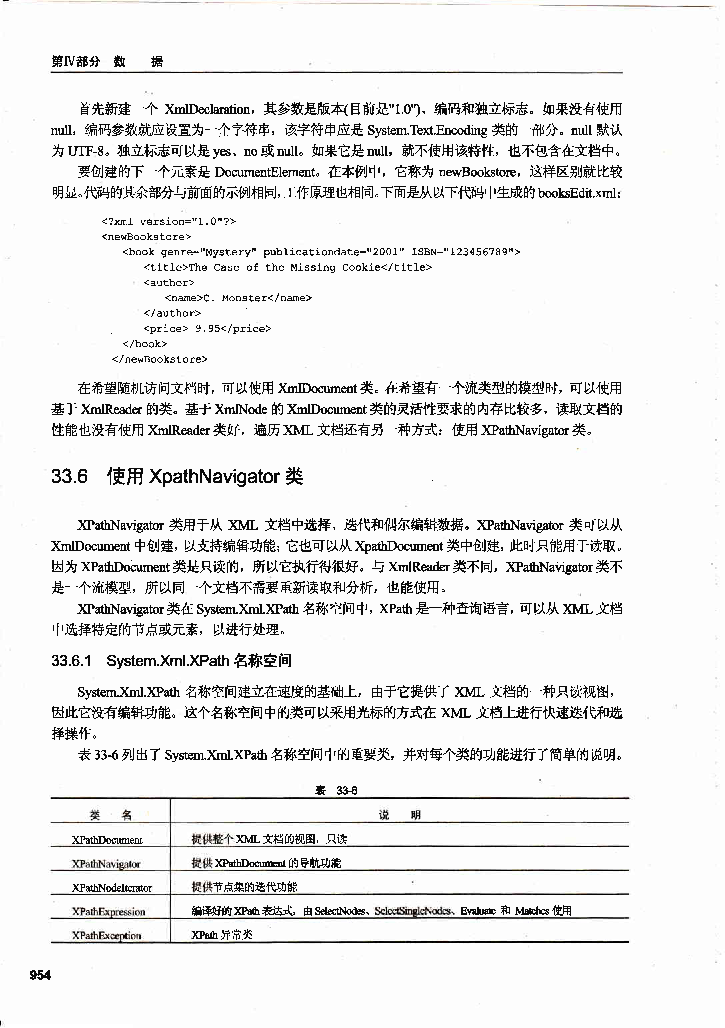 第Ⅳ部分 数 据
首先新建一个 XmlDeclaration，其参数是版本(目前是"1.0")、编码和独立标志。如果没有使用
null，编码参数就应设置为一个字符串，该字符串应是 System.Text.Encoding 类的一部分。null 默认
为 UTF-8。独立标志可以是 yes、no 或 null。如果它是 null，就不使用该特性，也不包含在文档中。
要创建的下一个元素是 DocumentElement。在本例中，它称为 newBookstore，这样区别就比较
明显。代码的其余部分与前面的示例相同，工作原理也相同。下面是从以下代码中生成的 booksEdit.xml：
<?xml version="1.0"?>
<newBookstore>
<book genre="Mystery" publicationdate="2001" ISBN="123456789">
<title>The Case of the Missing Cookie</title>
<author>
<name>C. Monster</name>
</author>
<price> 9.95</price>
</book>
</newBookstore>
在希望随机访问文档时，可以使用 XmlDocument 类。在希望有一个流类型的模型时，可以使用
基于 XmlReader 的类。基于 XmlNode 的 XmlDocument 类的灵活性要求的内存比较多，读取文档的
性能也没有使用 XmlReader 类好，遍历 XML 文档还有另一种方式：使用 XPathNavigator 类。
33.6 使用 XpathNavigator 类
XPathNavigator 类用于从 XML 文档中选择、迭代和偶尔编辑数据。XPathNavigator 类可以从
XmlDocument 中创建，以支持编辑功能；它也可以从 XpathDocument 类中创建，此时只能用于读取。
因为 XPathDocument 类是只读的，所以它执行得很好。与 XmlReader 类不同，XPathNavigator 类不
是一个流模型，所以同一个文档不需要重新读取和分析，也能使用。
XPathNavigator 类在 System.Xml.XPath 名称空间中，XPath 是一种查询语言，可以从 XML 文档
中选择特定的节点或元素，以进行处理。
33.6.1 System.Xml.XPath 名称空间
System.Xml.XPath 名称空间建立在速度的基础上，由于它提供了 XML 文档的一种只读视图，
因此它没有编辑功能。这个名称空间中的类可以采用光标的方式在 XML 文档上进行快速迭代和选
择操作。
表 33-6 列出了 System.Xml.XPath 名称空间中的重要类，并对每个类的功能进行了简单的说明。
表 33-6
类 名 说 明
XPathDocument 提供整个 XML 文档的视图，只读
XPathNavigator 提供 XPathDocument 的导航功能
XPathNodeIterator 提供节点集的迭代功能
XPathExpression 编译好的 XPath 表达式，由 SelectNodes、SelectSingleNodes、Evaluate 和 Matches 使用
XPathException XPath 异常类
954